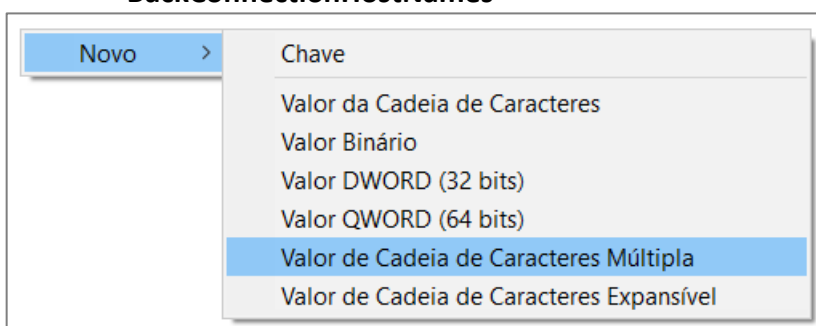 BackConnectionHostNames
Novo > Chave
Valor da Cadeia de Caracteres
Valor Binário
Valor DWORD (32 bits)
Valor QWORD (64 bits)
Valor de Cadeia de Caracteres Múltipla
Valor de Cadeia de Caracteres Expansível